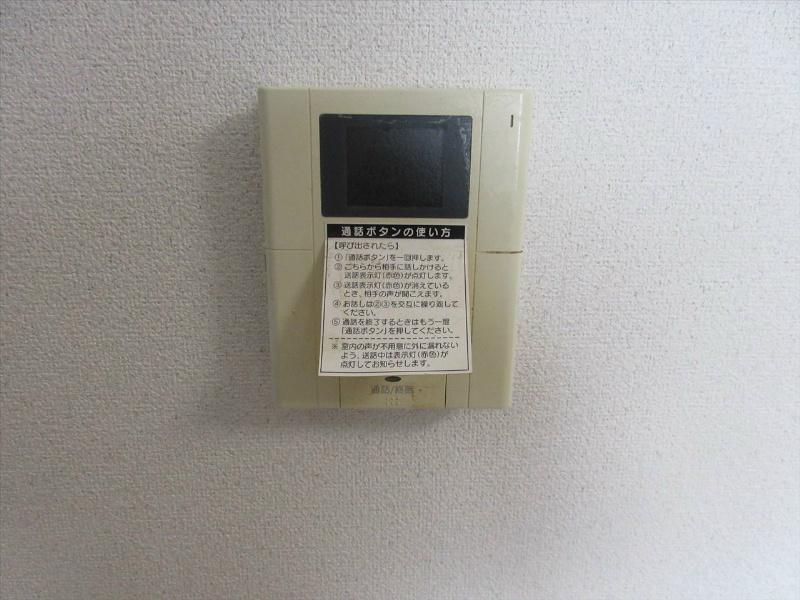 通話ボタンの使い方
【呼び出されたら】
① 「通話ボタン」を一回押します。
② こちらから相手に話しかけると
送話表示灯(赤色)が点灯します。
③ 送話表示灯(赤色)が消えている
とき、相手の声が聞こえます。
④ お話しは②③を交互に繰り返して
ください。
⑤ 通話を終了するときはもう一度
「通話ボタン」を押してください。
※ 室内の声が不用意に外に漏れない
よう、送話中は表示灯(赤色)が
点灯してお知らせします。
通話/終話